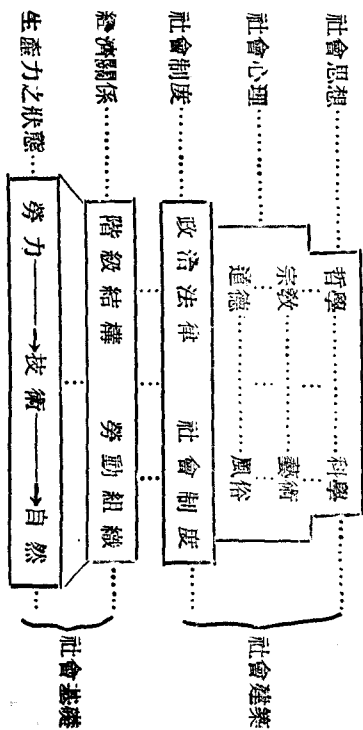 社會思想………哲學………科學
社會心理………宗教………藝術
道德………風俗
社會制度………政治法律　社會制度
經濟關係………階級結構　勞動組織
生產力之狀態……勞力──→技術──→自然
社會建築
社會基礎